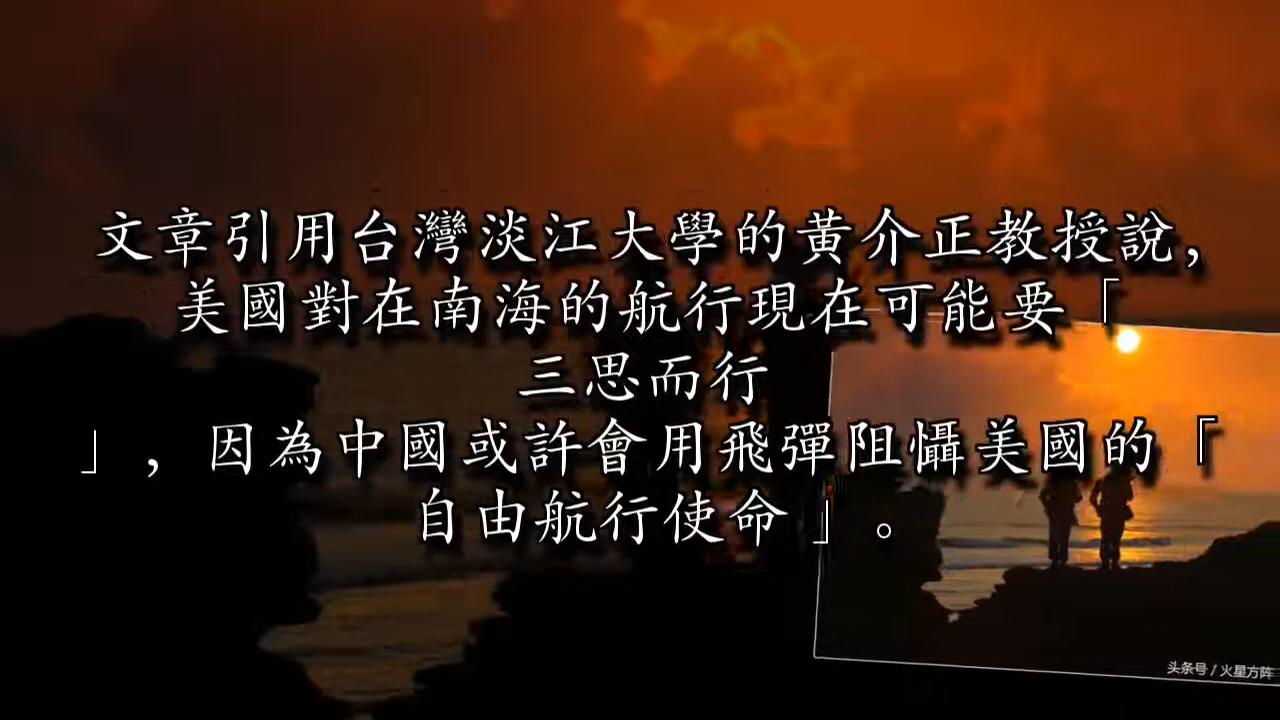 文章引用台灣淡江大學的黄介正教授說，
美國對在南海的航行現在可能要「
三思而行
」，因為中國或許會用飛彈阻懾美國的「
自由航行使命 」。
头条号 / 火星方阵